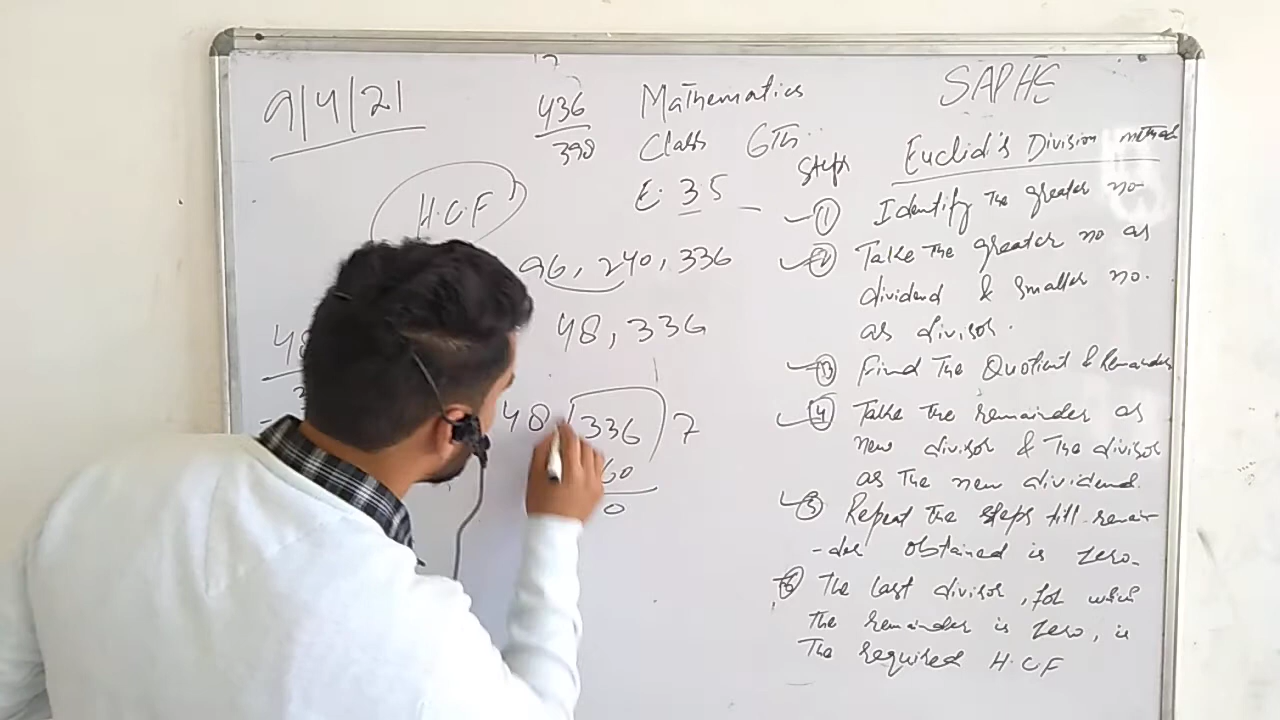 9/4/21
436
398
Mathematics
Class 6Th
E: 35
H.C.F
96, 240, 336
48, 336
48 336 7
0
SAPHE
Euclid's Division method
Steps
1 Identify The greater no-
2 Take The greater no as
dividend & smaller no.
as divisor.
3 Find The Quotient & Remainder
4 Take The remainder as
new divisor & The divisor
as The new dividend.
5 Repeat The steps till remain-
-der obtained is zero-
6 The last divisor, for which
The remainder is zero, is
The required H.C.F